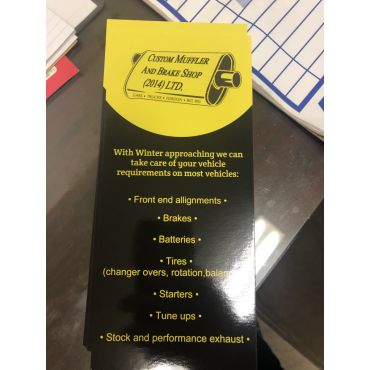 Custom Muffler
And Brake Shop
(2014) LTD.
With Winter approaching we can
take care of your vehicle
requirements on most vehicles:
• Front end allignments •
• Brakes •
• Batteries •
• Tires •
(changer overs, rotation,
• Starters •
• Tune ups •
• Stock and performance exhaust •